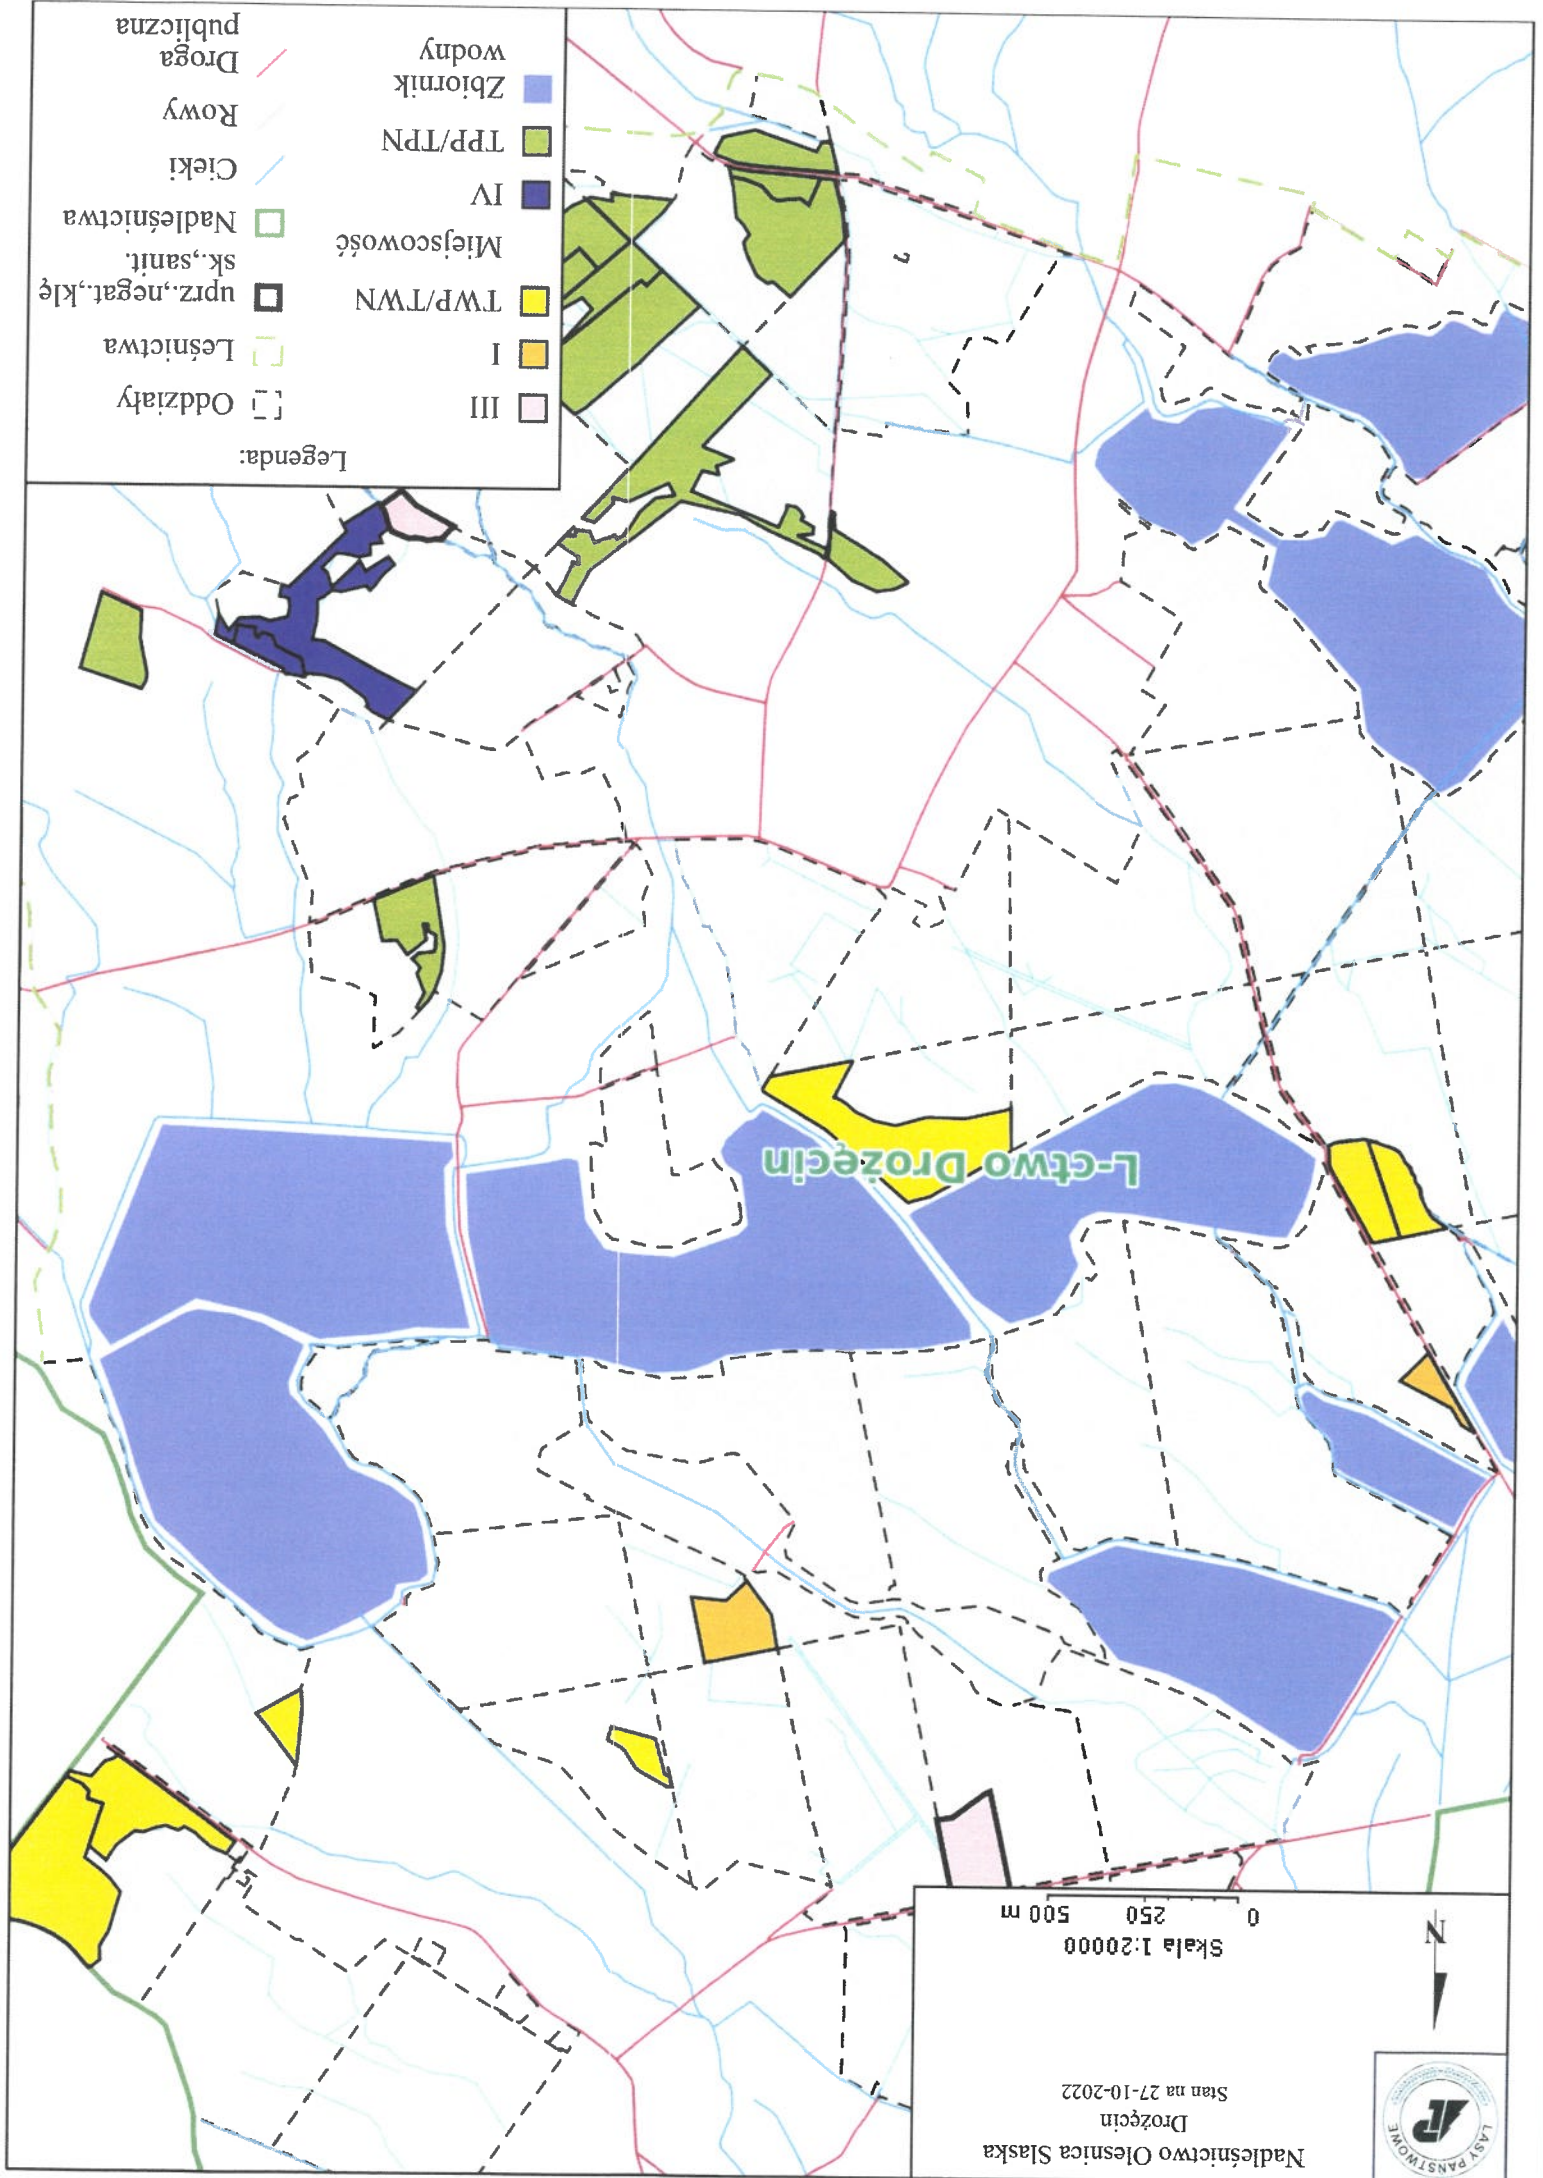 LASY PAŃSTWOWE
Nadleśnictwo Olesnica Slaska
Drożęcin
Stan na 27-10-2022
N
Skala 1:20000
0 250 500 m
L-ctwo Drożęcin
Legenda:
III
I
TWP/TWN
Miejscowość
IV
TPP/TPN
Zbiornik
wodny
Oddziały
Leśnictwa
uprz.,negat.,klę
sk.,sanit.
Nadleśnictwa
Cieki
Rowy
Droga
publiczna